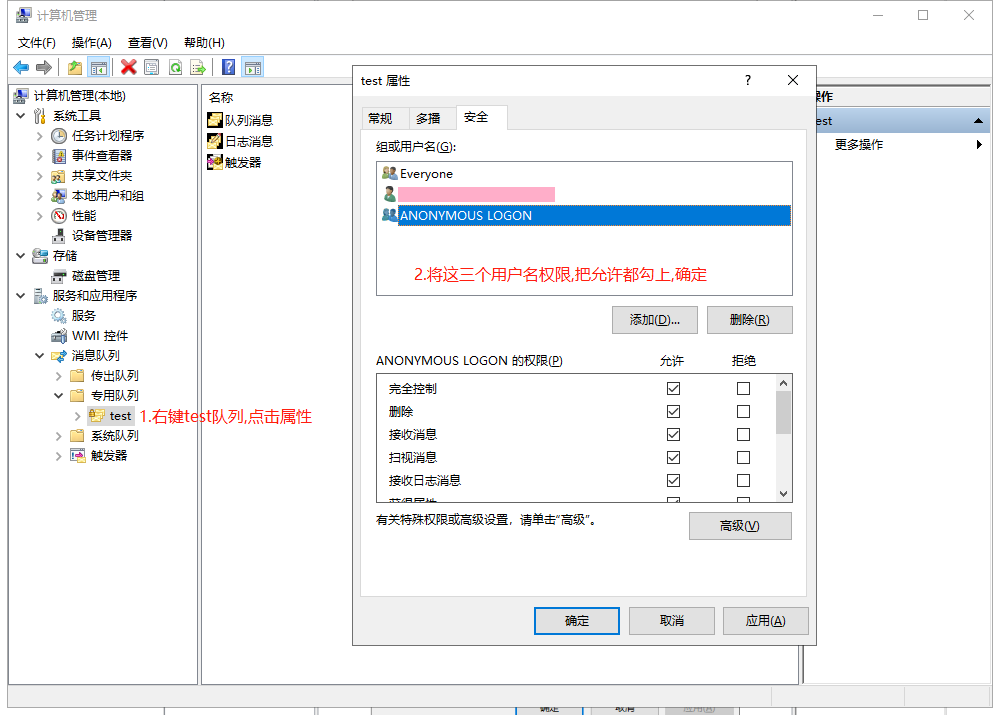 计算机管理
文件(F) 操作(A) 查看(V) 帮助(H)
计算机管理(本地)
系统工具
任务计划程序
事件查看器
共享文件夹
本地用户和组
性能
设备管理器
存储
磁盘管理
服务和应用程序
服务
WMI 控件
消息队列
传出队列
专用队列
test
1.右键test队列,点击属性
系统队列
触发器
名称
队列消息
日志消息
触发器
test 属性
?
常规 多播 安全
组或用户名(G):
Everyone
ANONYMOUS LOGON
2.将这三个用户名权限,把允许都勾上,确定
添加(D)... 删除(R)
ANONYMOUS LOGON 的权限(P) 允许 拒绝
完全控制
删除
接收消息
扫视消息
接收日志消息
获得属性
有关特殊权限或高级设置，请单击“高级”。
高级(V)
确定 取消 应用(A)
操作
est
更多操作
确定 取消 应用(A)